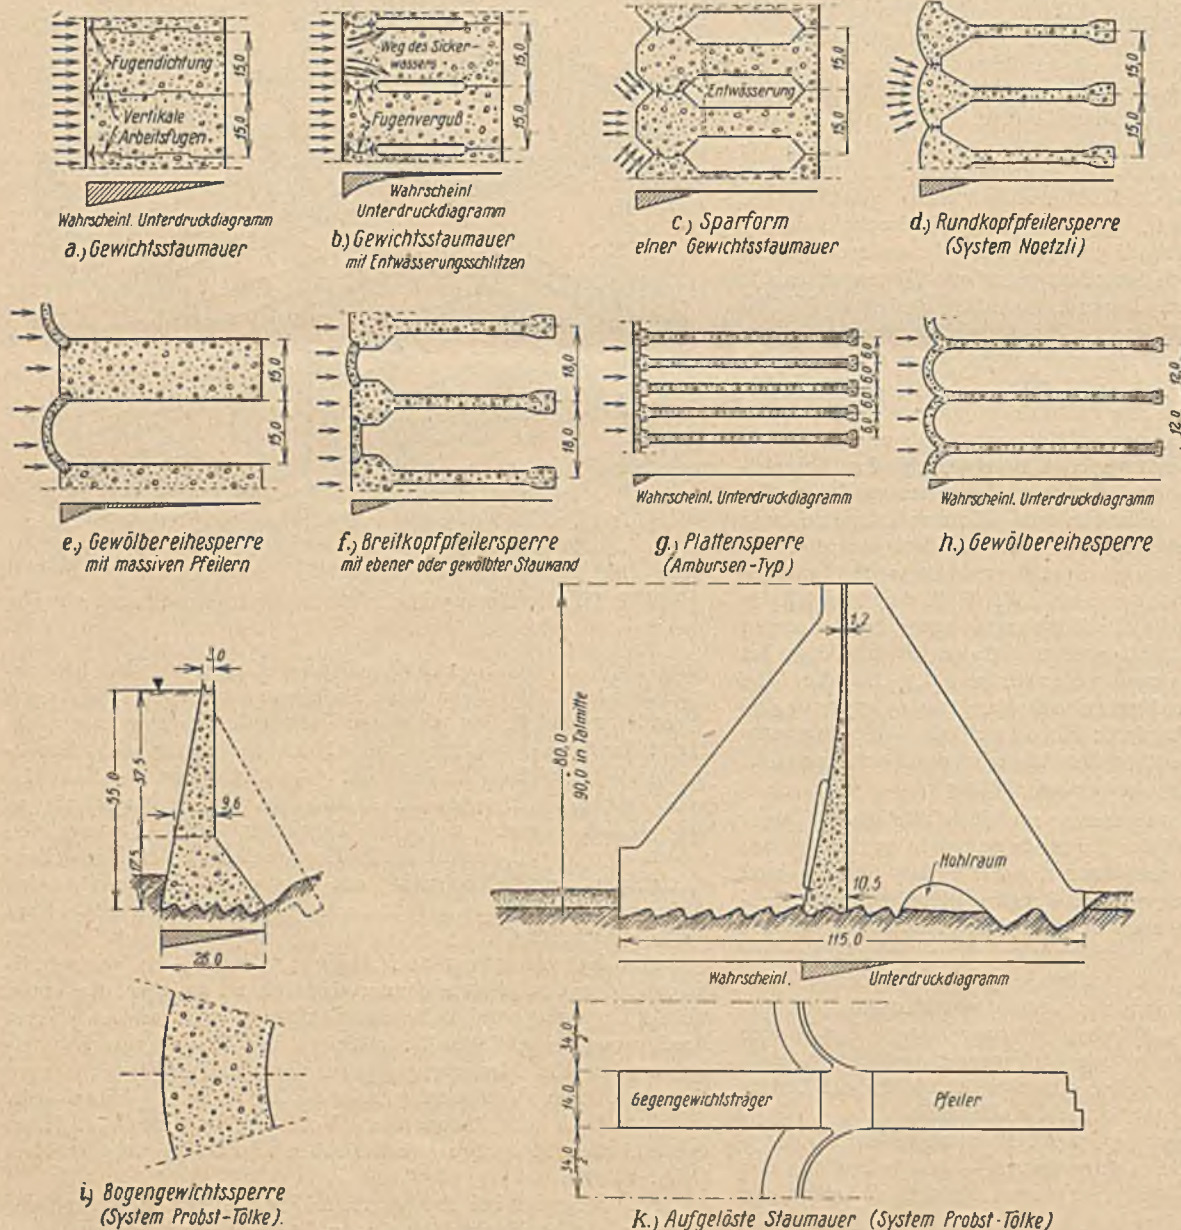 Fugendichtung
Vertikale
Arbeitsfugen
15,0
15,0
Wahrscheinl. Unterdruckdiagramm
a.) Gewichtsstaumauer
Weg des Sicker-
wassers
Fugenverguß
15,0
15,0
Wahrscheinl.
Unterdruckdiagramm
b.) Gewichtsstaumauer
mit Entwässerungsschlitzen
Entwässerung
15,0
15,0
c.) Sparform
einer Gewichtsstaumauer
15,0
15,0
d.) Rundkopfpfeilersperre
(System Noetzli)
15,0
15,0
e.) Gewölbereihesperre
mit massiven Pfeilern
18,0
18,0
f.) Breitkopfpfeilersperre
mit ebener oder gewölbter Stauwand
6,0
6,0
6,0
6,0
Wahrscheinl. Unterdruckdiagramm
g.) Plattensperre
(Ambursen-Typ)
12,0
12,0
Wahrscheinl. Unterdruckdiagramm
h.) Gewölbereihesperre
55,0
37,5
17,5
9,6
26,0
i.) Bogengewichtssperre
(System Probst-Tölke).
80,0
90,0 in Talmitte
1,2
10,5
Hohlraum
115,0
Wahrscheinl. Unterdruckdiagramm
34,0
2
14,0
34,0
2
Gegengewichtsträger
Pfeiler
K.) Aufgelöste Staumauer (System Probst-Tölke)